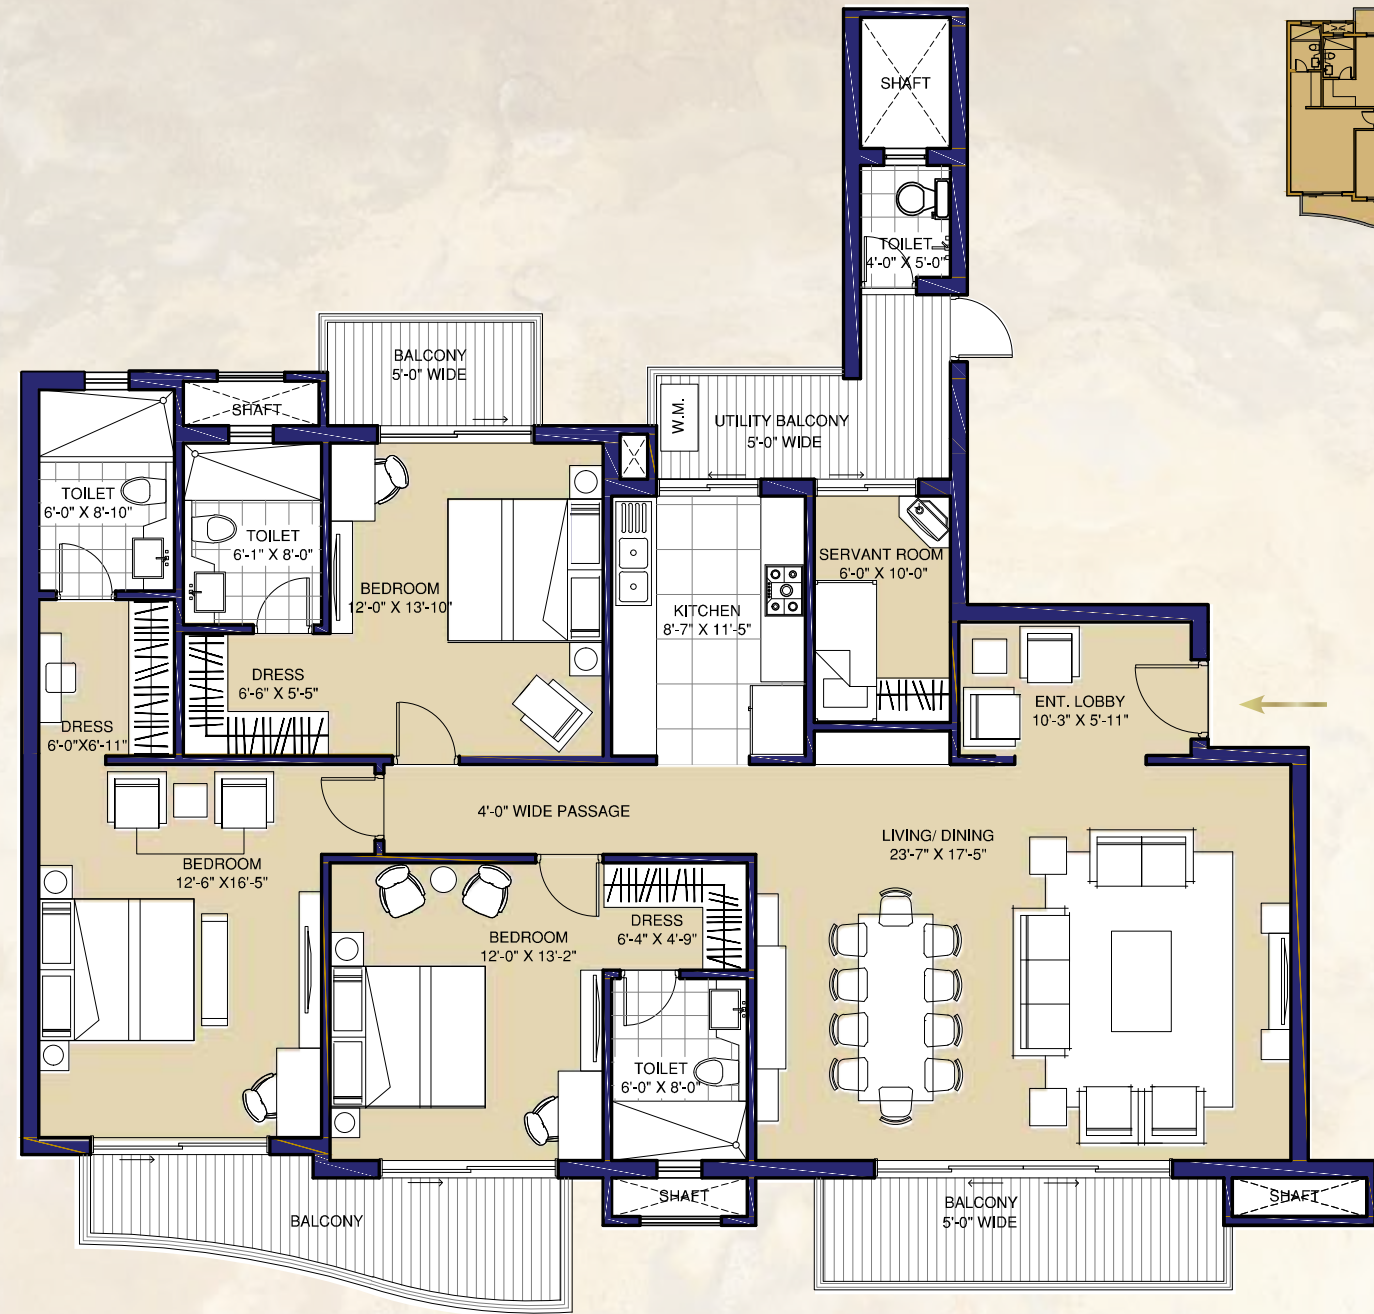 SHAFT
TOILET
4'-0" X 5'-0"
BALCONY
5'-0" WIDE
SHAFT
W.M.
UTILITY BALCONY
5'-0" WIDE
TOILET
6'-0" X 8'-10"
TOILET
6'-1" X 8'-0"
BEDROOM
12'-0" X 13'-10"
KITCHEN
8'-7" X 11'-5"
SERVANT ROOM
6'-0" X 10'-0"
DRESS
6'-6" X 5'-5"
DRESS
6'-0"X6'-11"
ENT. LOBBY
10'-3" X 5'-11"
4'-0" WIDE PASSAGE
LIVING/ DINING
23'-7" X 17'-5"
BEDROOM
12'-6" X16'-5"
BEDROOM
12'-0" X 13'-2"
DRESS
6'-4" X 4'-9"
TOILET
6'-0" X 8'-0"
BALCONY
SHAFT
BALCONY
5'-0" WIDE
SHAFT